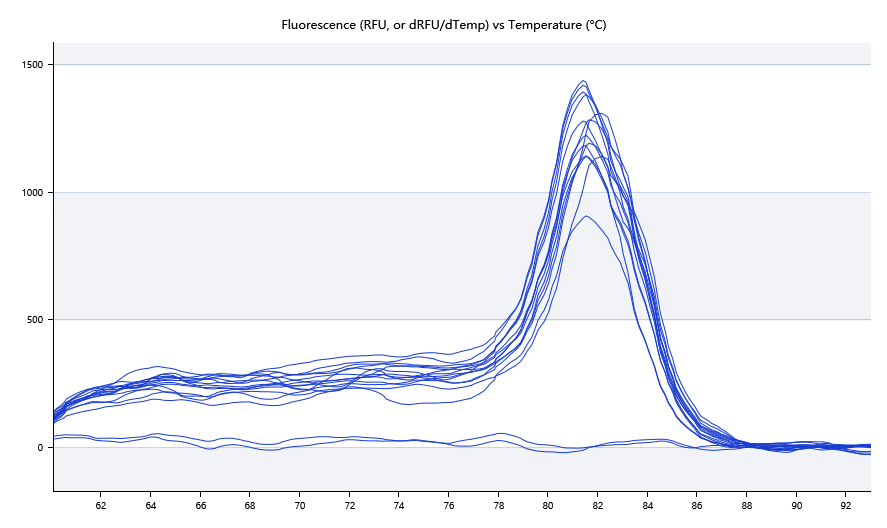 Fluorescence (RFU, or dRFU/dTemp) vs Temperature (°C)
1500
1000
500
0
62 64 66 68 70 72 74 76 78 80 82 84 86 88 90 92